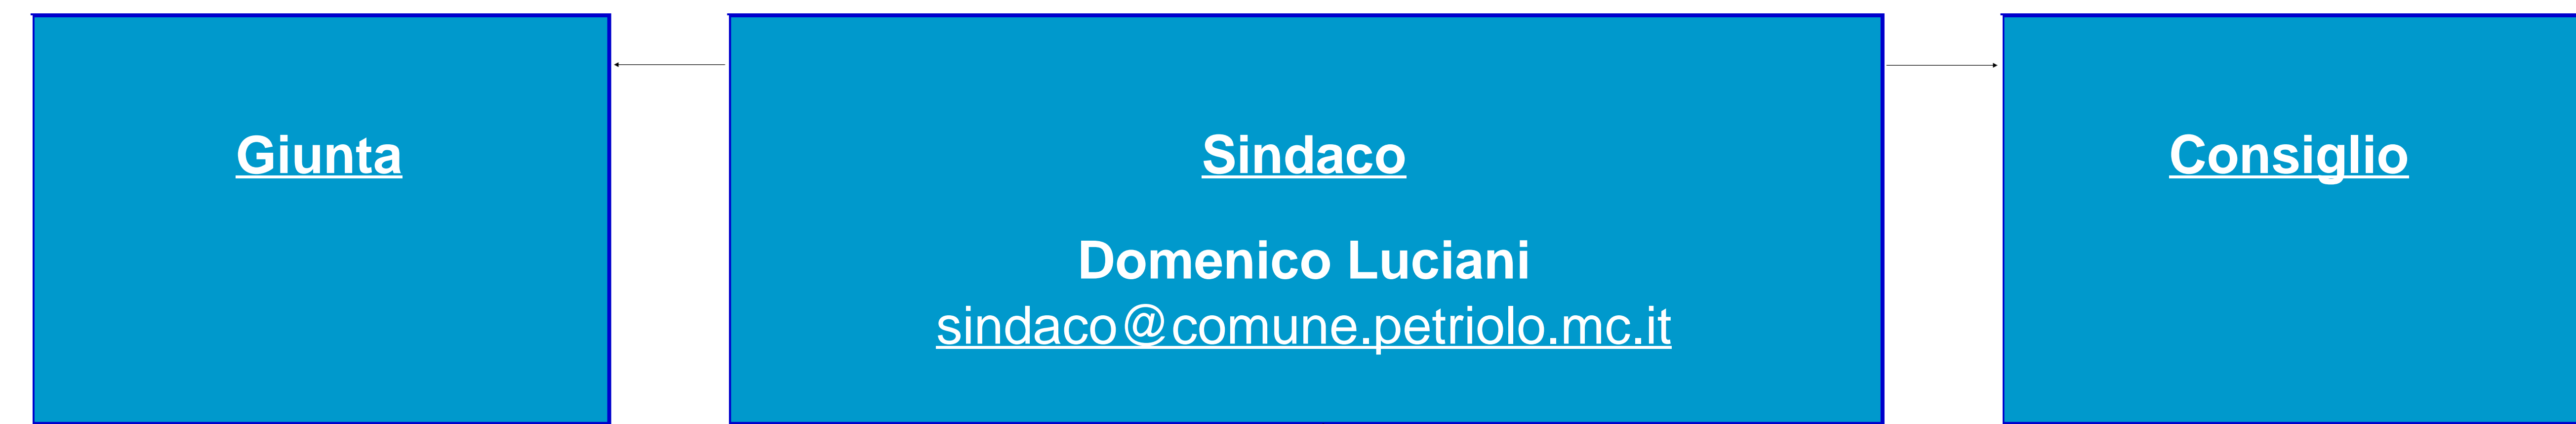 Giunta
Sindaco
Domenico Luciani
sindaco@comune.petriolo.mc.it
Consiglio